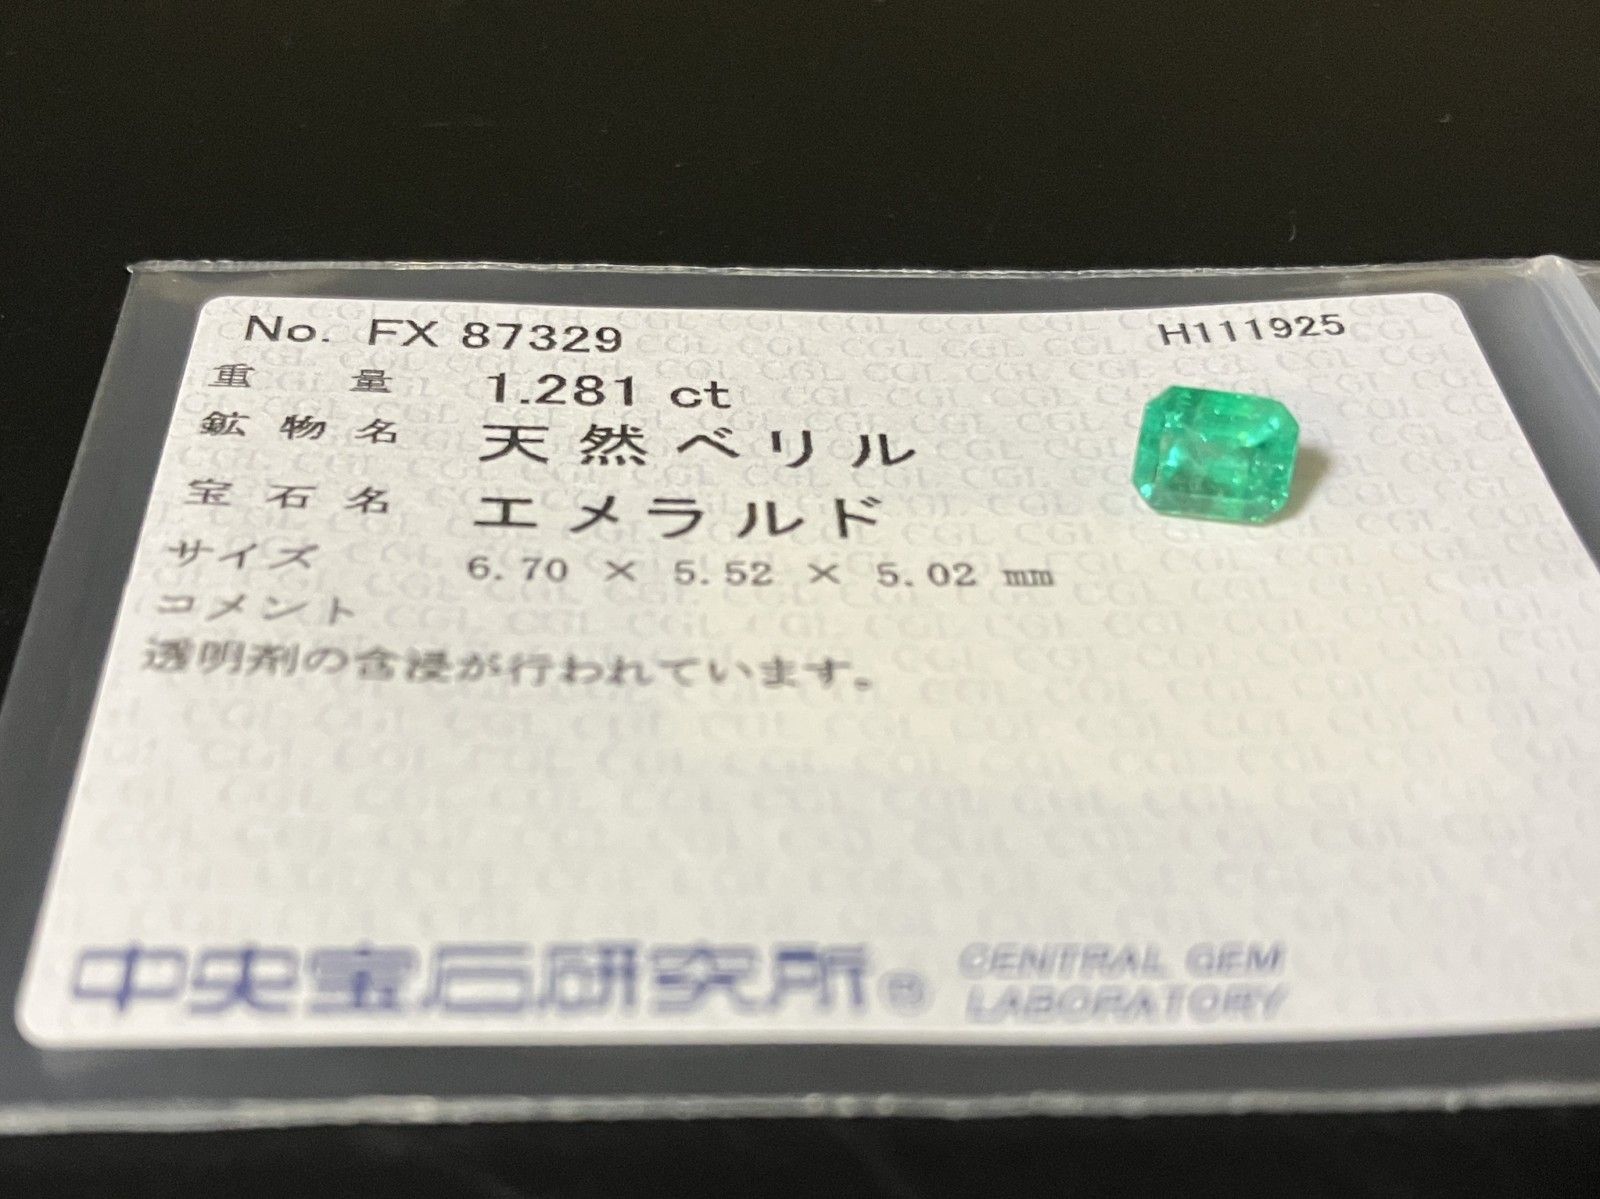 No. FX 87329 H111925
重量 1.281 ct
鉱物名 天然ベリル
宝石名 エメラルド
サイズ 6.70 × 5.52 × 5.02 mm
コメント
透明剤の含浸が行われています。
中央宝石研究所® CENTRAL GEM
LABORATORY